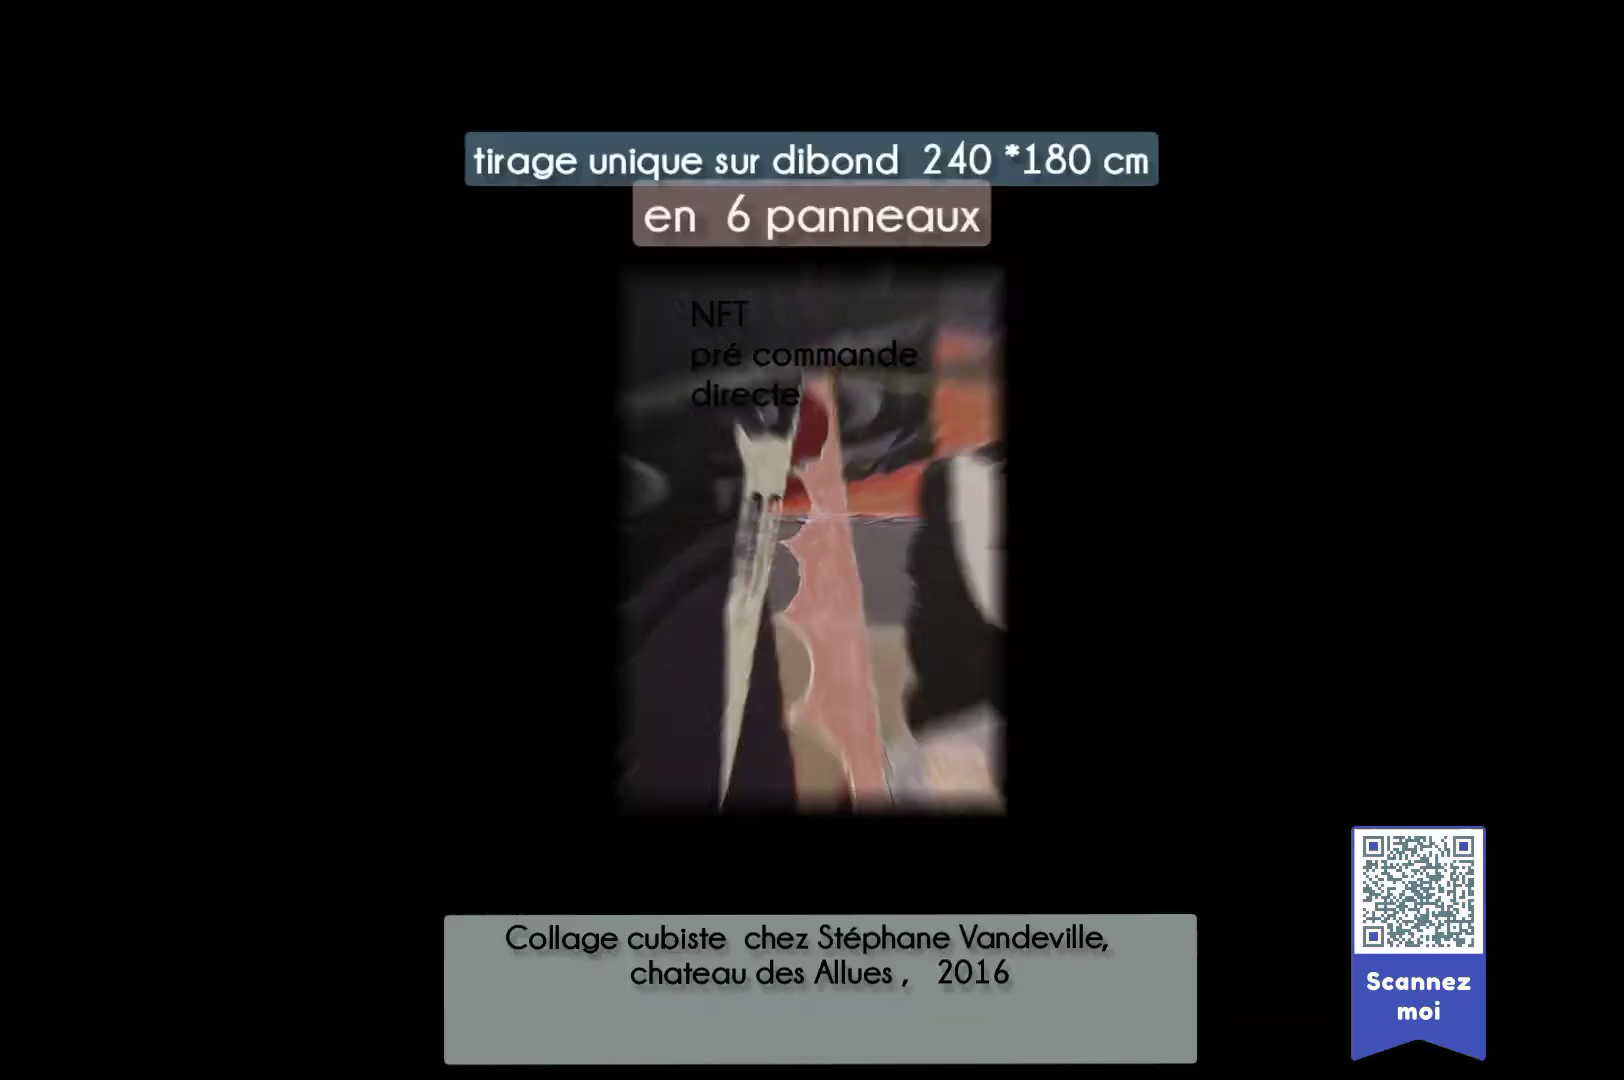 tirage unique sur dibond 240 *180 cm
en 6 panneaux
NFT
pré commande
directe
Collage cubiste chez Stéphane Vandeville,
chateau des Allues , 2016
Scannez
moi